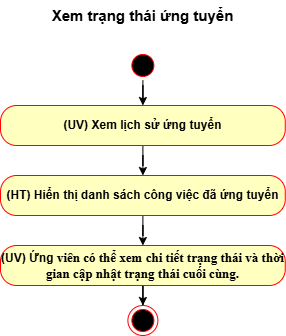 Xem trạng thái ứng tuyển
(UV) Xem lịch sử ứng tuyển
(HT) Hiển thị danh sách công việc đã ứng tuyển
(UV) Ứng viên có thể xem chi tiết trạng thái và thời
gian cập nhật trạng thái cuối cùng.